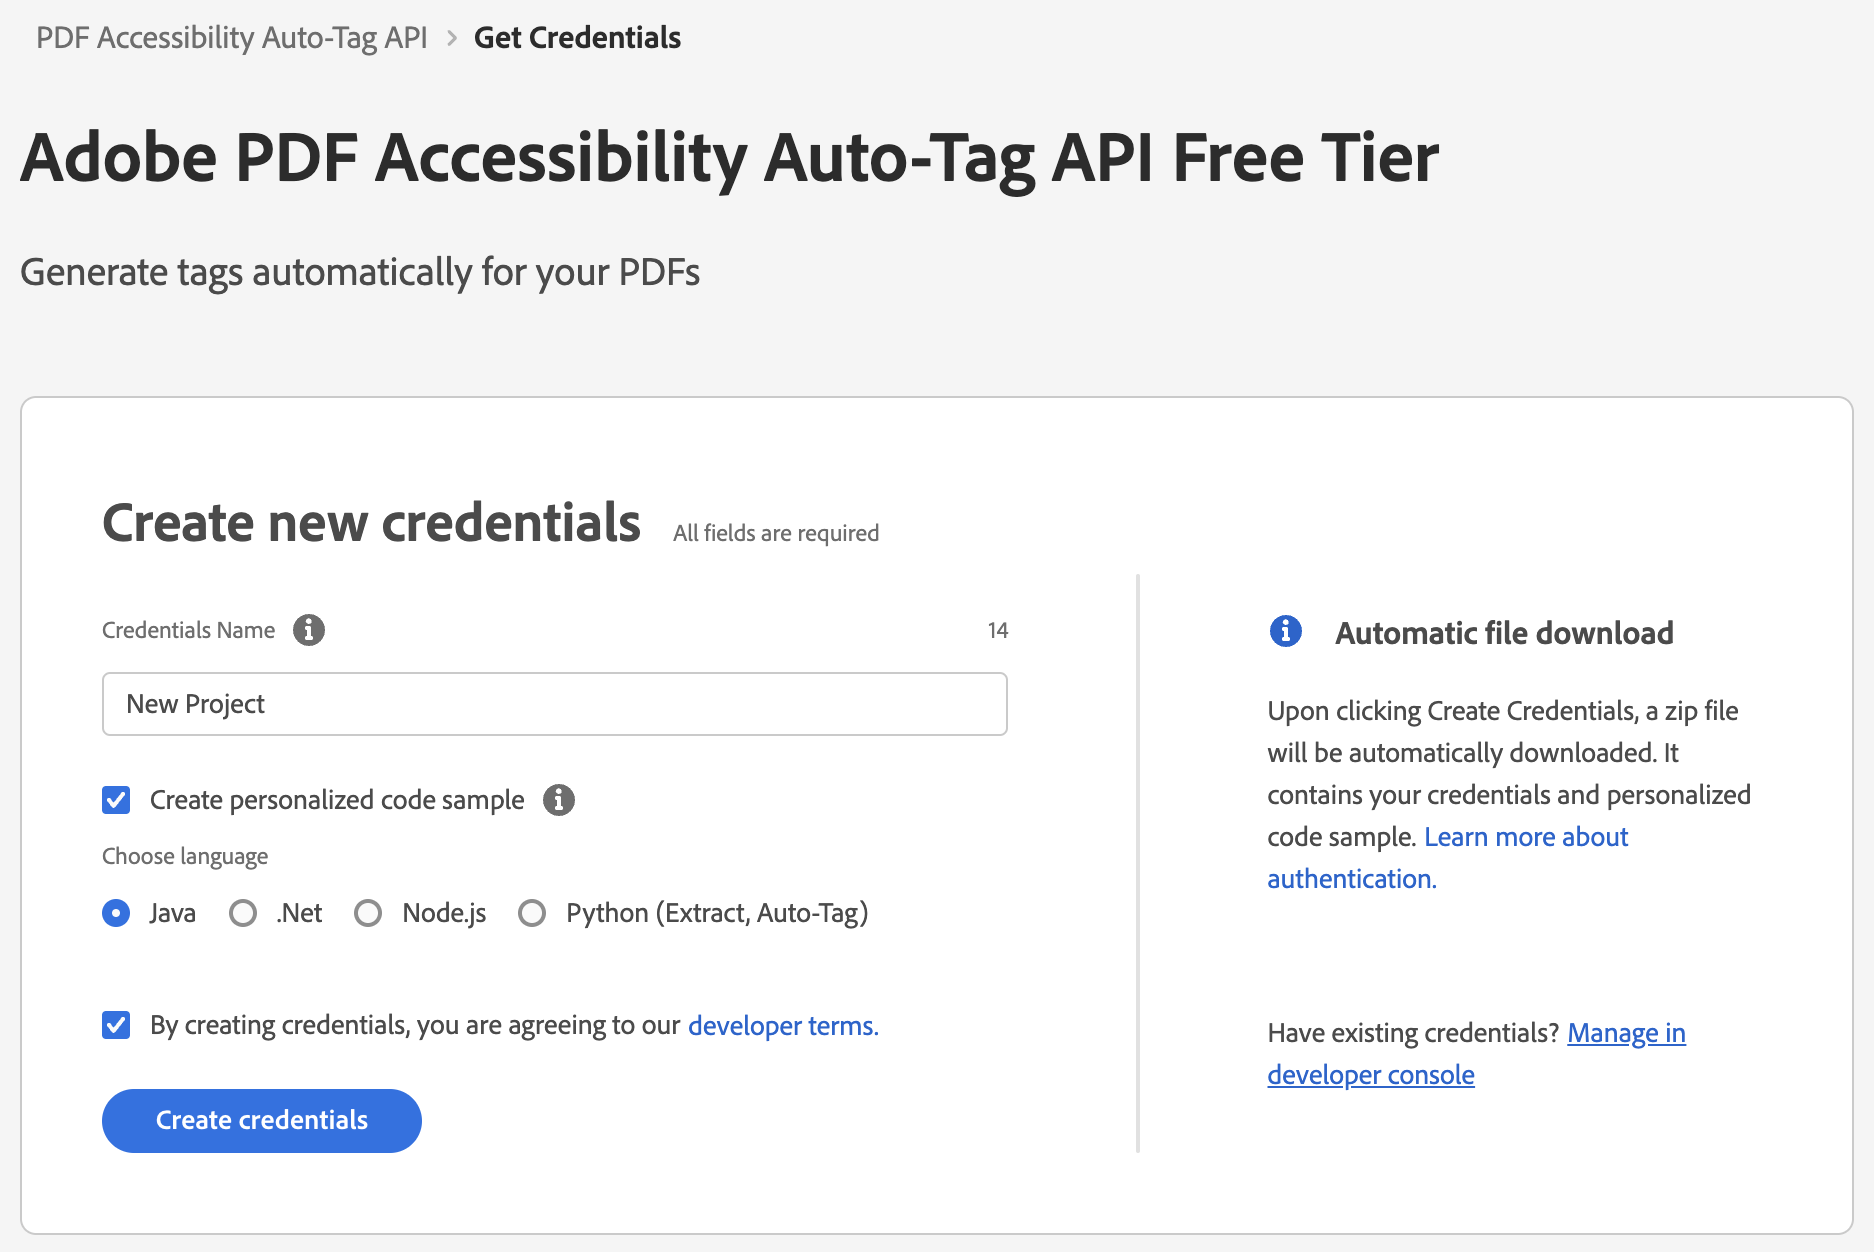 PDF Accessibility Auto-Tag API > Get Credentials
Adobe PDF Accessibility Auto-Tag API Free Tier
Generate tags automatically for your PDFs
Create new credentials All fields are required
Credentials Name 14
New Project
Create personalized code sample
Choose language
Java .Net Node.js Python (Extract, Auto-Tag)
By creating credentials, you are agreeing to our developer terms.
Create credentials
Automatic file download
Upon clicking Create Credentials, a zip file
will be automatically downloaded. It
contains your credentials and personalized
code sample. Learn more about
authentication.
Have existing credentials? Manage in
developer console